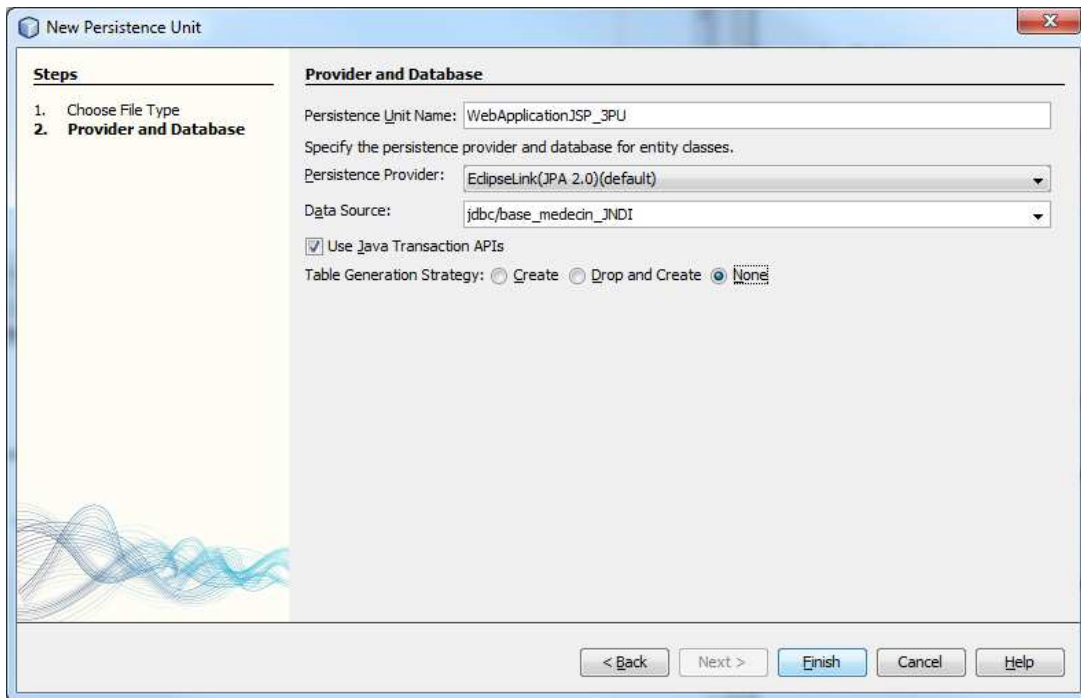 New Persistence Unit
Steps
1. Choose File Type
2. Provider and Database
Provider and Database
Persistence Unit Name: WebApplicationJSP_3PU
Specify the persistence provider and database for entity classes.
Persistence Provider: EclipseLink(JPA 2.0)(default)
Data Source: jdbc/base_medecin_JNDI
Use Java Transaction APIs
Table Generation Strategy: Create Drop and Create None
< Back Next > Finish Cancel Help